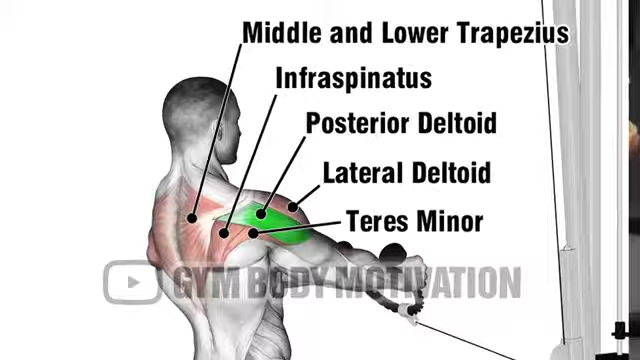 Middle and Lower Trapezius
Infraspinatus
Posterior Deltoid
Lateral Deltoid
Teres Minor
GYM BODY MOTIVATION